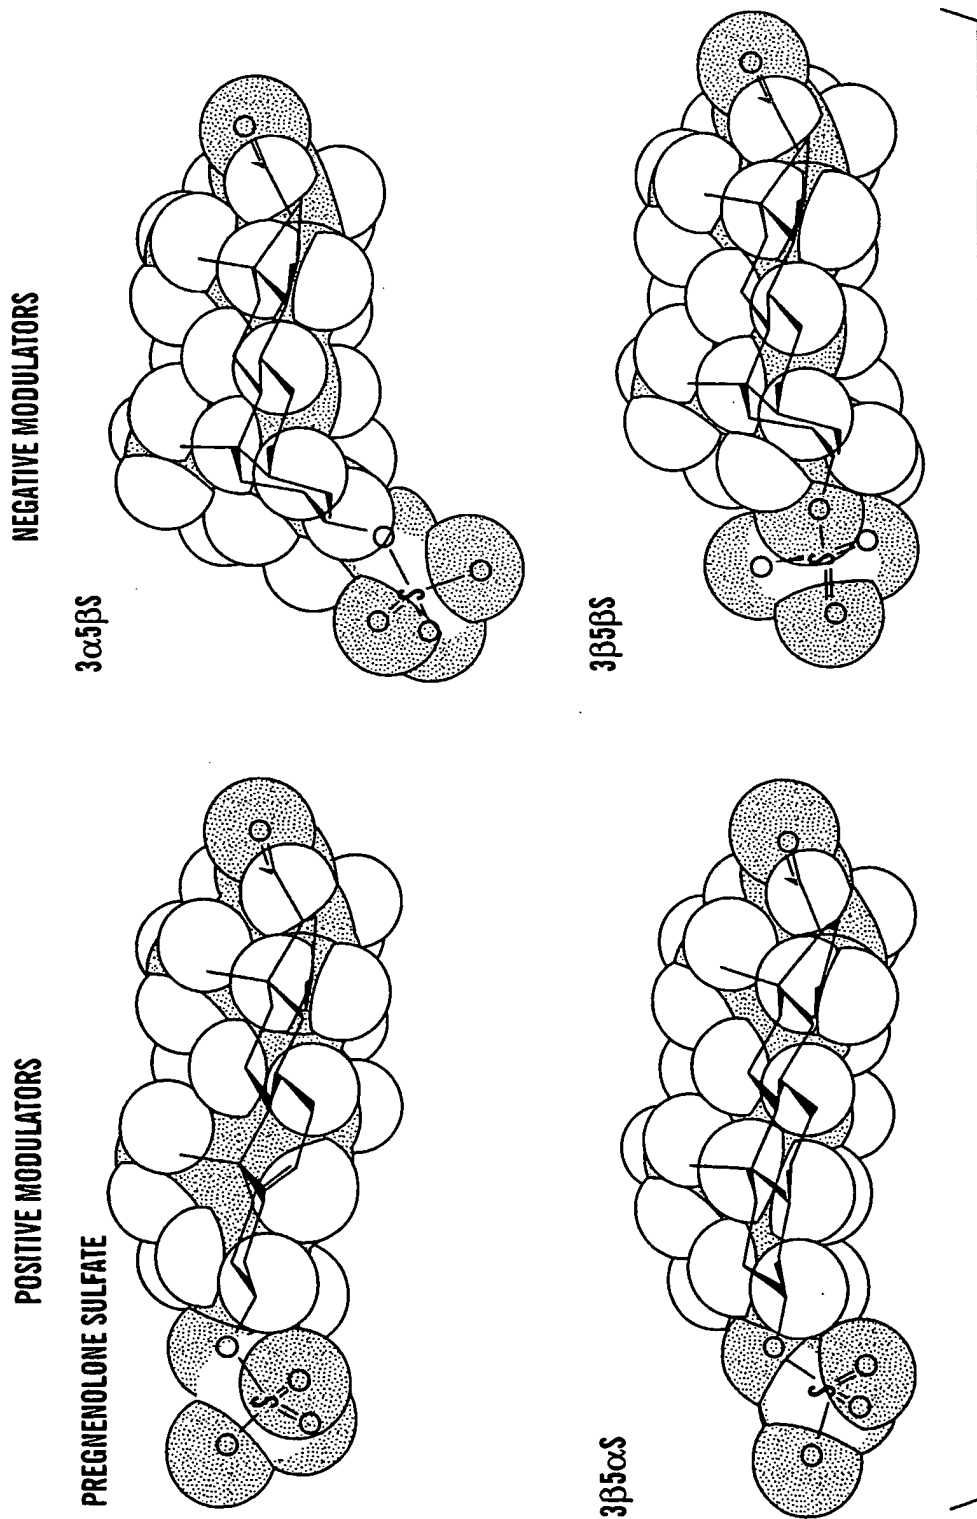 POSITIVE MODULATORS
PREGNENOLONE SULFATE
O
O
S
O
O
O
3β5αS
O
O
S
O
O
O
NEGATIVE MODULATORS
3α5βS
O
O
S
O
O
O
3β5βS
O
O
S
O
O
O